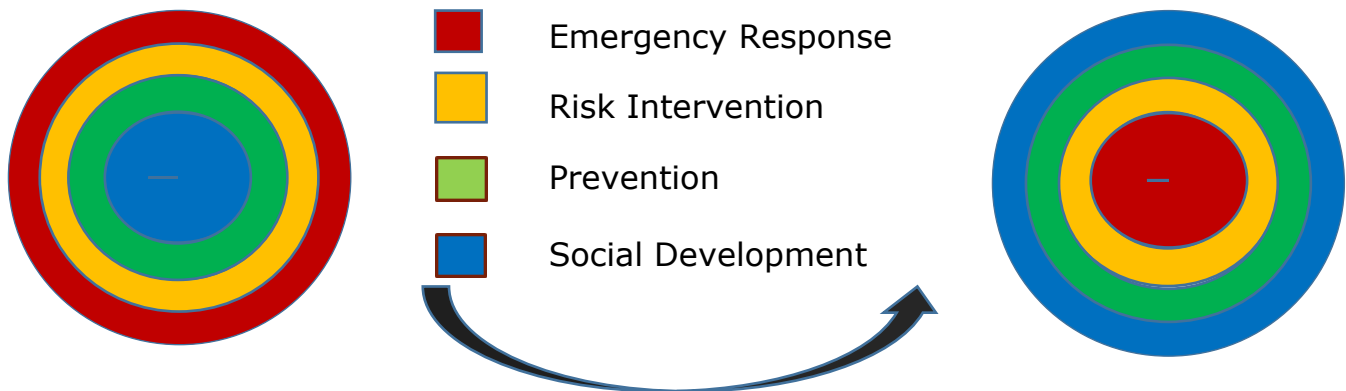 Emergency Response
Risk Intervention
Prevention
Social Development